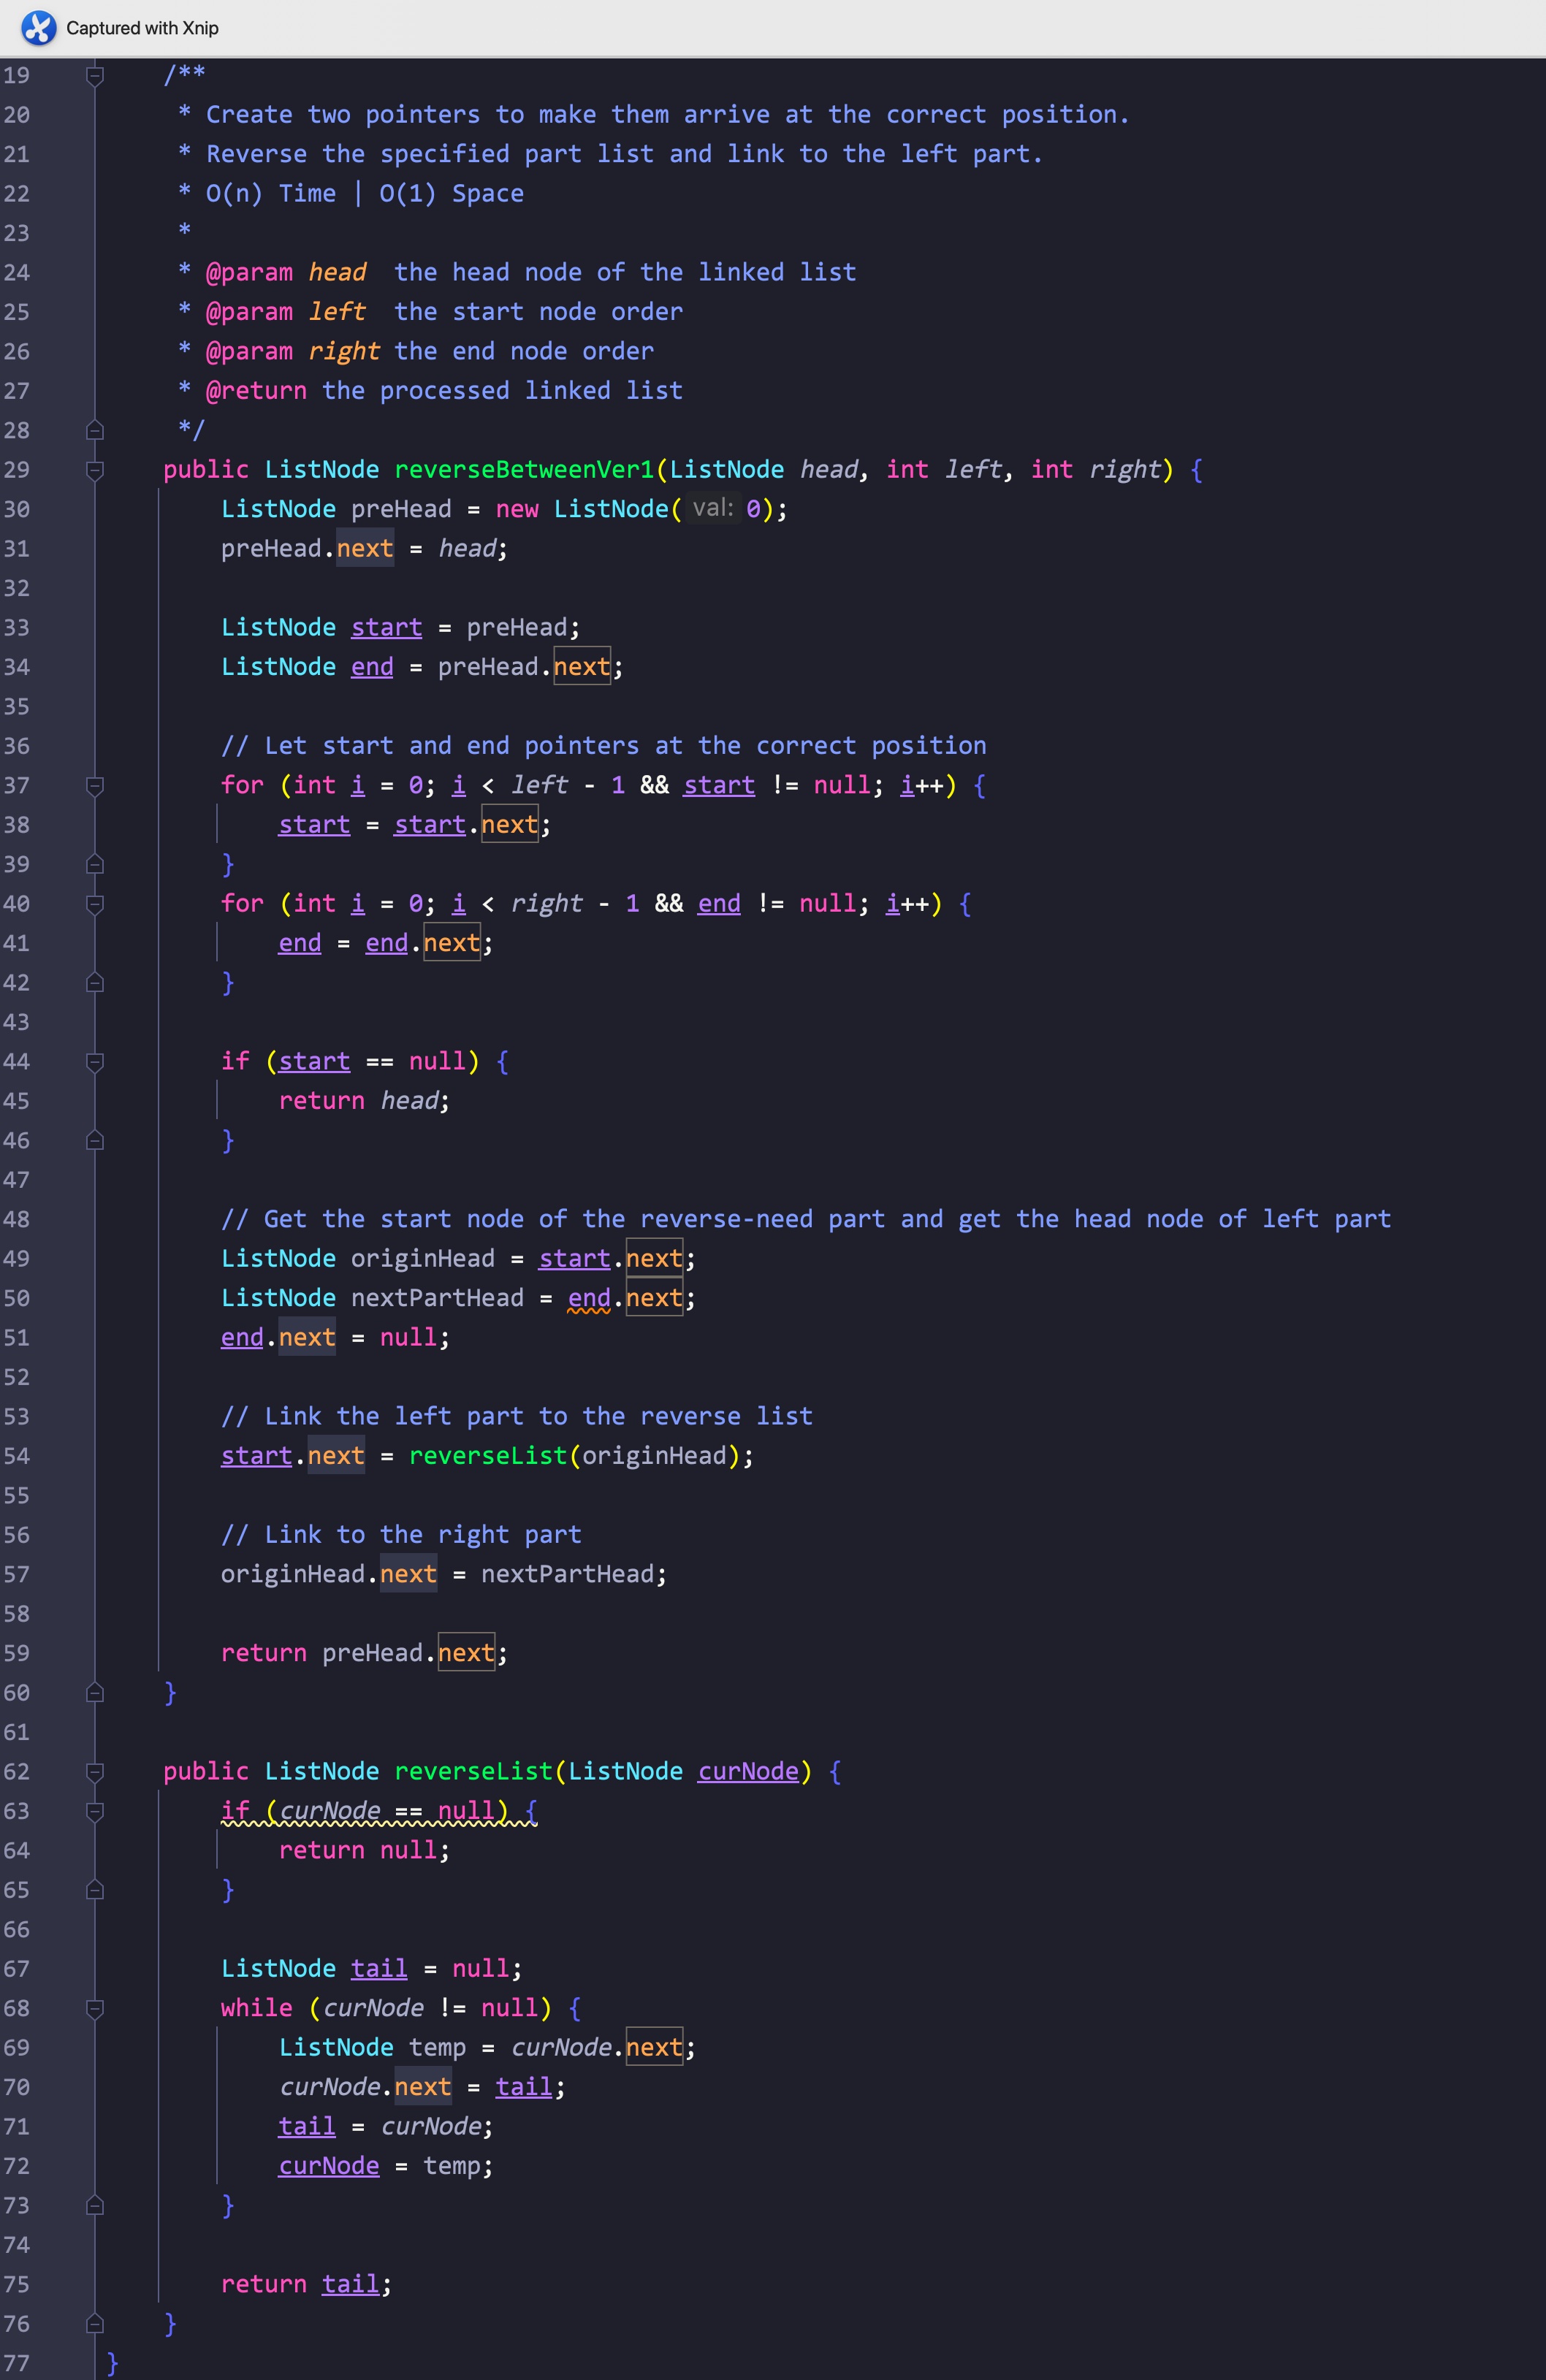 Captured with Xnip
19 /**
20  * Create two pointers to make them arrive at the correct position.
21  * Reverse the specified part list and link to the left part.
22  * O(n) Time | O(1) Space
23  *
24  * @param head  the head node of the linked list
25  * @param left  the start node order
26  * @param right the end node order
27  * @return the processed linked list
28  */
29 public ListNode reverseBetweenVer1(ListNode head, int left, int right) {
30     ListNode preHead = new ListNode( val: 0);
31     preHead.next = head;
32
33     ListNode start = preHead;
34     ListNode end = preHead.next;
35
36     // Let start and end pointers at the correct position
37     for (int i = 0; i < left - 1 && start != null; i++) {
38         start = start.next;
39     }
40     for (int i = 0; i < right - 1 && end != null; i++) {
41         end = end.next;
42     }
43
44     if (start == null) {
45         return head;
46     }
47
48     // Get the start node of the reverse-need part and get the head node of left part
49     ListNode originHead = start.next;
50     ListNode nextPartHead = end.next;
51     end.next = null;
52
53     // Link the left part to the reverse list
54     start.next = reverseList(originHead);
55
56     // Link to the right part
57     originHead.next = nextPartHead;
58
59     return preHead.next;
60 }
61
62 public ListNode reverseList(ListNode curNode) {
63     if (curNode == null) {
64         return null;
65     }
66
67     ListNode tail = null;
68     while (curNode != null) {
69         ListNode temp = curNode.next;
70         curNode.next = tail;
71         tail = curNode;
72         curNode = temp;
73     }
74
75     return tail;
76 }
77 }